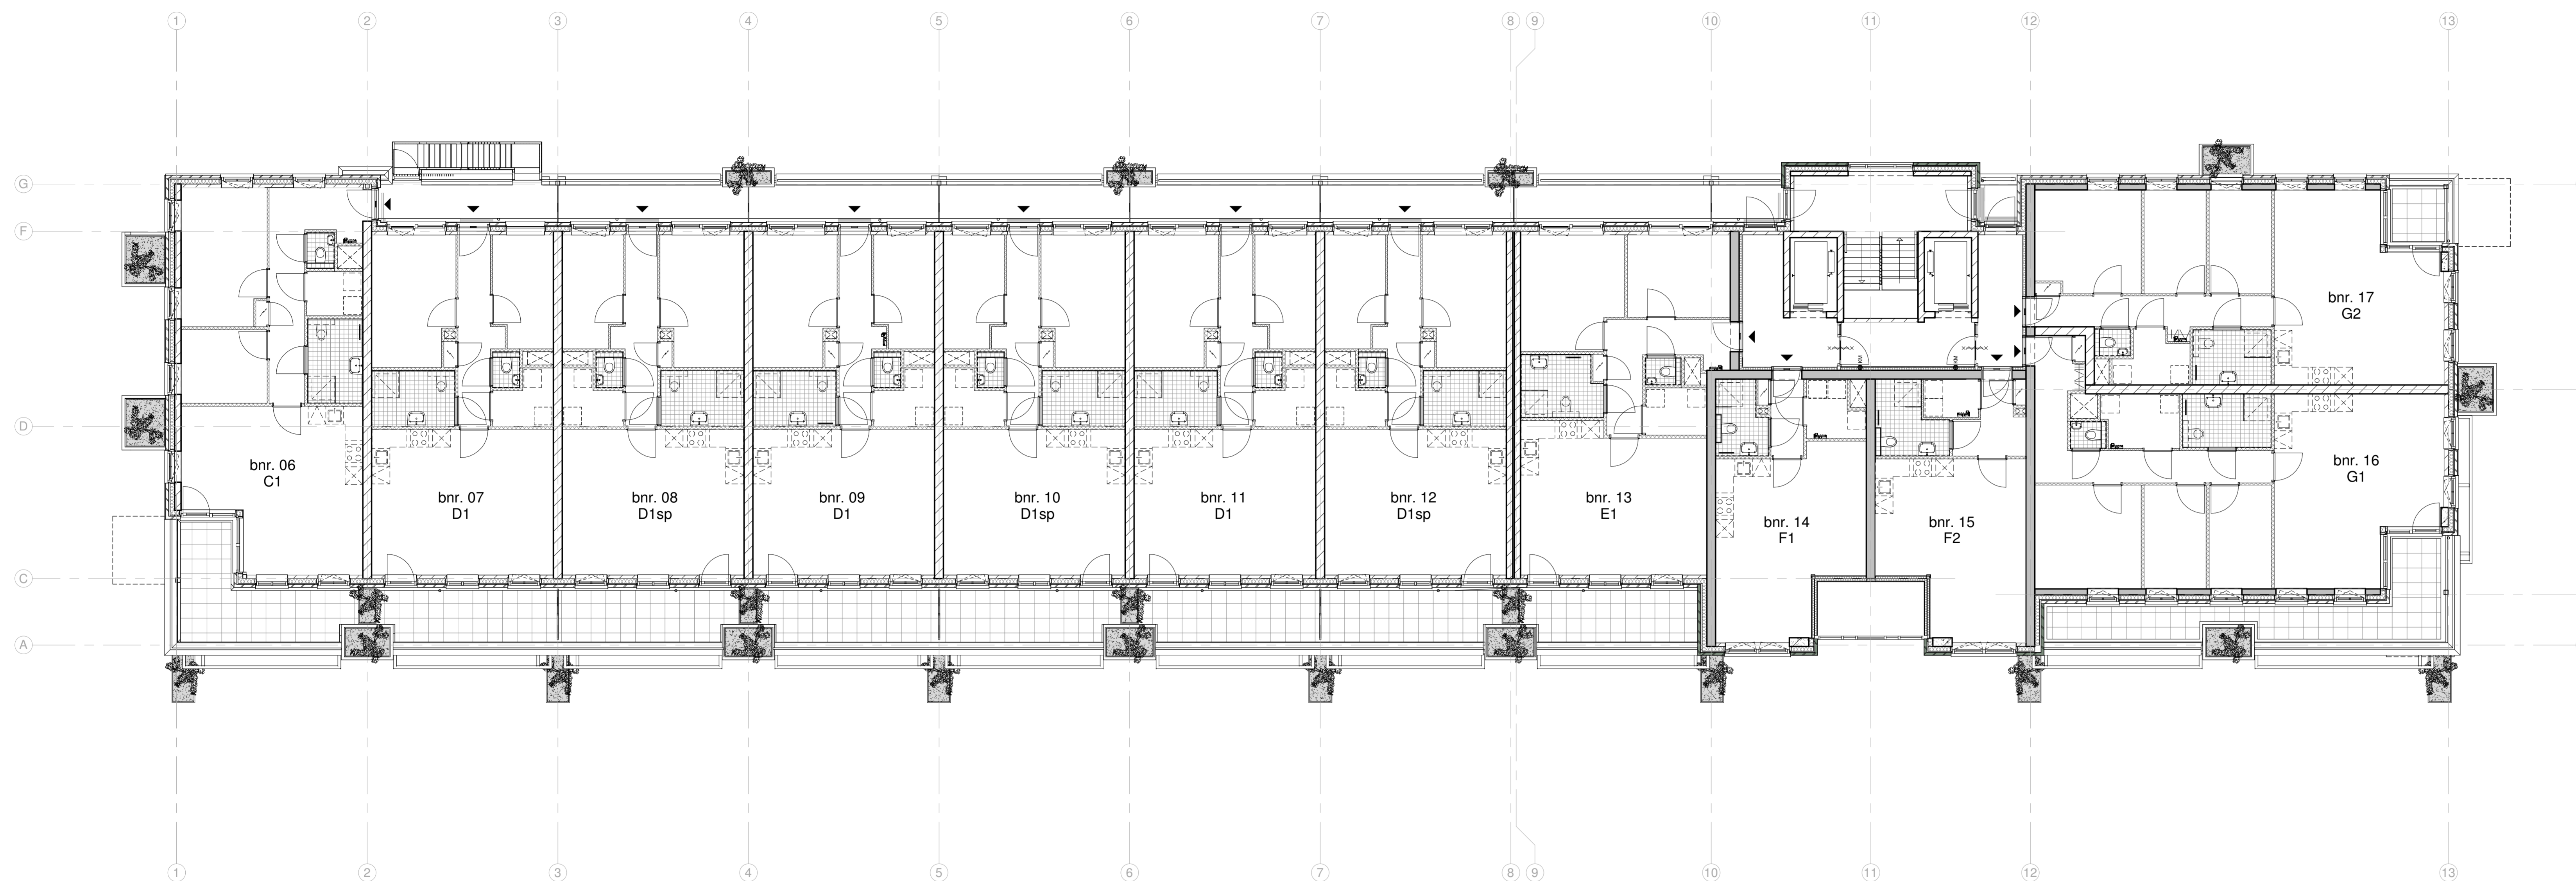 1 2 3 4 5 6 7 8 9 10 11 12 13
G
F
D
C
A
bnr. 06
C1
bnr. 07
D1
bnr. 08
D1sp
bnr. 09
D1
bnr. 10
D1sp
bnr. 11
D1
bnr. 12
D1sp
bnr. 13
E1
bnr. 14
F1
bnr. 15
F2
bnr. 17
G2
bnr. 16
G1
1 2 3 4 5 6 7 8 9 10 11 12 13